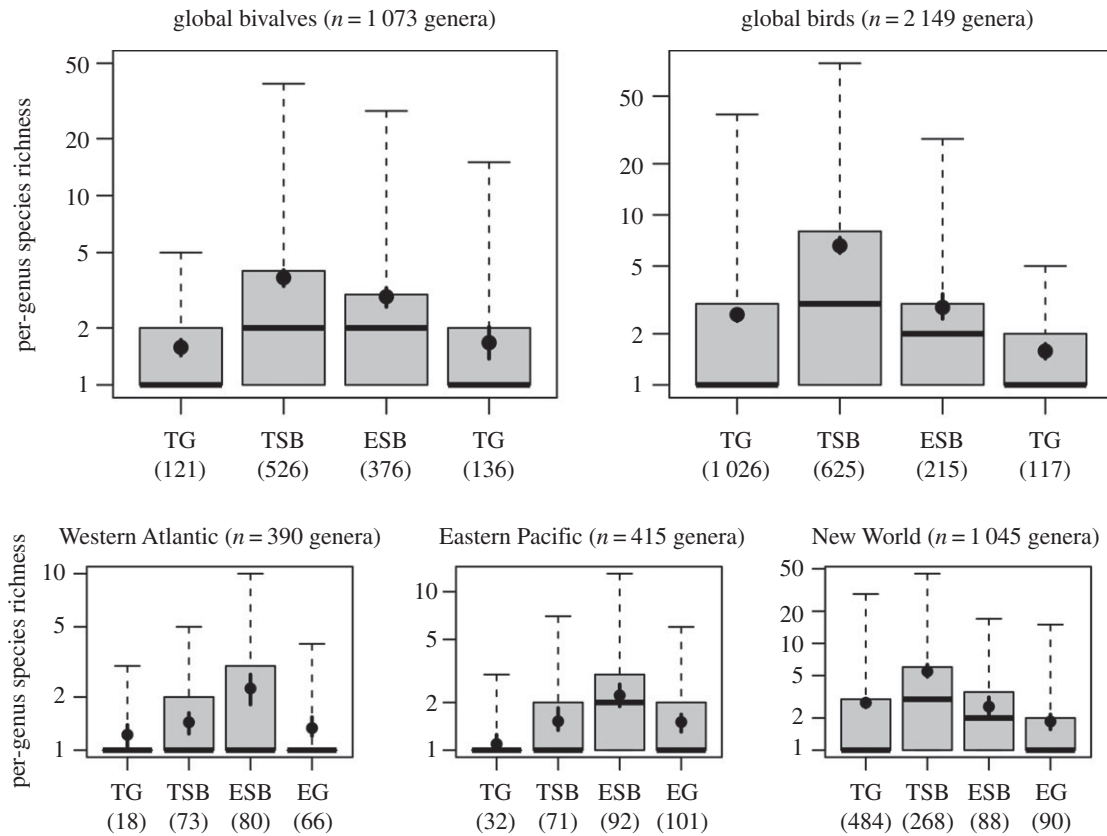 global bivalves (n = 1 073 genera)
global birds (n = 2 149 genera)
per-genus species richness
50
20
10
5
2
1
TG TSB ESB TG
(121) (526) (376) (136)
50
20
10
5
2
1
TG TSB ESB TG
(1 026) (625) (215) (117)
Western Atlantic (n = 390 genera)
Eastern Pacific (n = 415 genera)
New World (n = 1 045 genera)
per-genus species richness
10
5
2
1
TG TSB ESB EG
(18) (73) (80) (66)
10
5
2
1
TG TSB ESB EG
(32) (71) (92) (101)
50
20
10
5
2
1
TG TSB ESB EG
(484) (268) (88) (90)